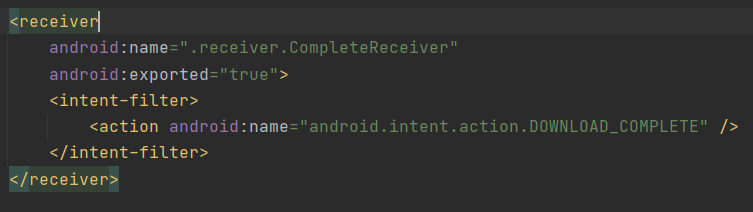 <receiver
android:name=".receiver.CompleteReceiver"
android:exported="true">
<intent-filter>
<action android:name="android.intent.action.DOWNLOAD_COMPLETE" />
</intent-filter>
</receiver>